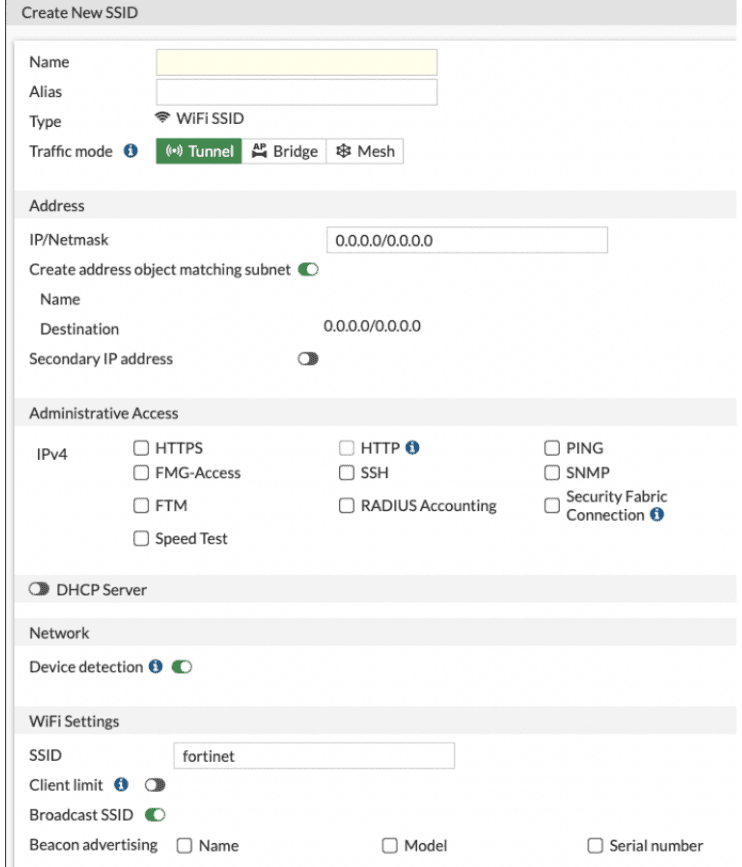 Create New SSID
Name
Alias
Type WiFi SSID
Traffic mode Tunnel AP Bridge Mesh
Address
IP/Netmask 0.0.0.0/0.0.0.0
Create address object matching subnet
Name
Destination 0.0.0.0/0.0.0.0
Secondary IP address
Administrative Access
IPv4 HTTPS HTTP PING
FMG-Access SSH SNMP
FTM RADIUS Accounting Security Fabric
Connection
Speed Test
DHCP Server
Network
Device detection
WiFi Settings
SSID fortinet
Client limit
Broadcast SSID
Beacon advertising Name Model Serial number